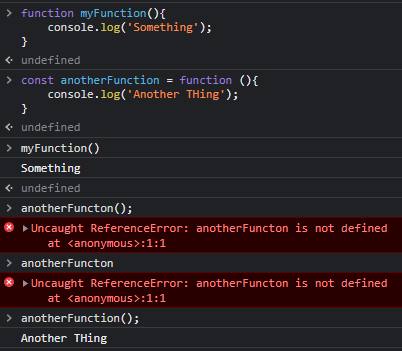 function myFunction(){
console.log('Something');
}
undefined
const anotherFunction = function (){
console.log('Another THing');
}
undefined
myFunction()
Something
undefined
anotherFuncton();
Uncaught ReferenceError: anotherFuncton is not defined
at <anonymous>:1:1
anotherFuncton
Uncaught ReferenceError: anotherFuncton is not defined
at <anonymous>:1:1
anotherFunction();
Another THing